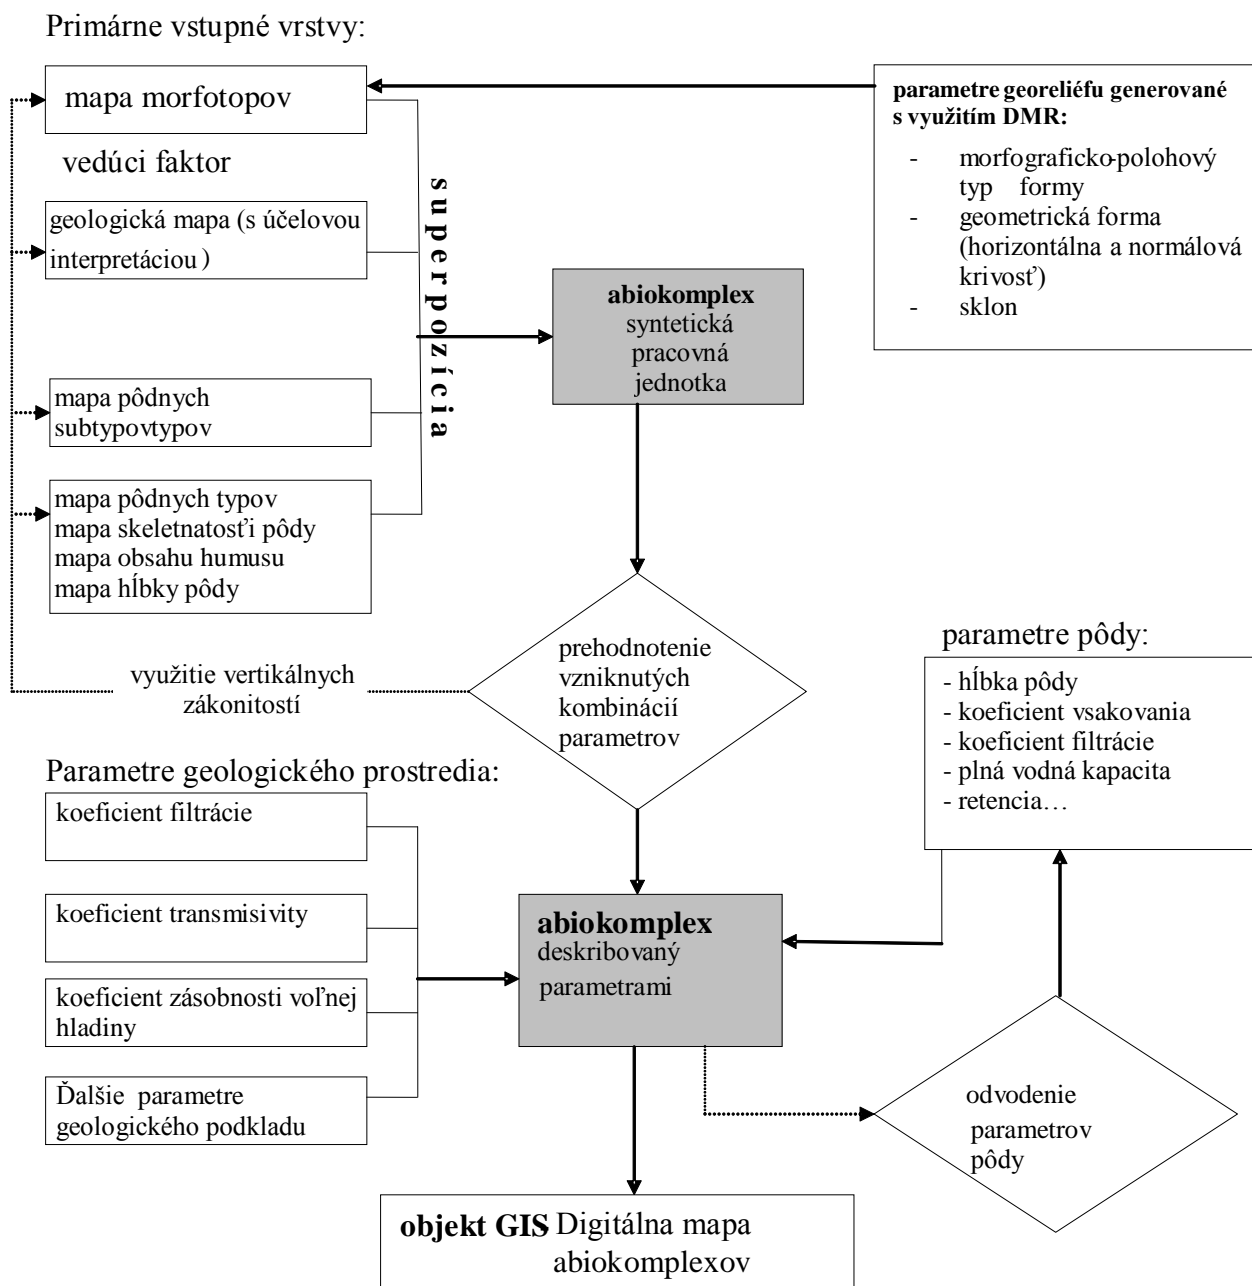 Primárne vstupné vrstvy:
mapa morfotopov
vedúci faktor
geologická mapa (s účelovou
interpretáciou)
mapa pôdnych
subtypovtypov
mapa pôdnych typov
mapa skeletnatosťi pôdy
mapa obsahu humusu
mapa hĺbky pôdy
superpozícia
abiokomplex
syntetická
pracovná
jednotka
parametre georeliéfu generované
s využitím DMR:
- morfograficko-polohový
typ formy
- geometrická forma
(horizontálna a normálová
krivosť)
- sklon
využitie vertikálnych
zákonitostí
prehodnotenie
vzniknutých
kombinácií
parametrov
parametre pôdy:
- hĺbka pôdy
- koeficient vsakovania
- koeficient filtrácie
- plná vodná kapacita
- retencia…
Parametre geologického prostredia:
koeficient filtrácie
koeficient transmisivity
koeficient zásobnosti voľnej
hladiny
Ďalšie parametre
geologického podkladu
abiokomplex
deskribovaný
parametrami
odvodenie
parametrov
pôdy
objekt GIS Digitálna mapa
abiokomplexov